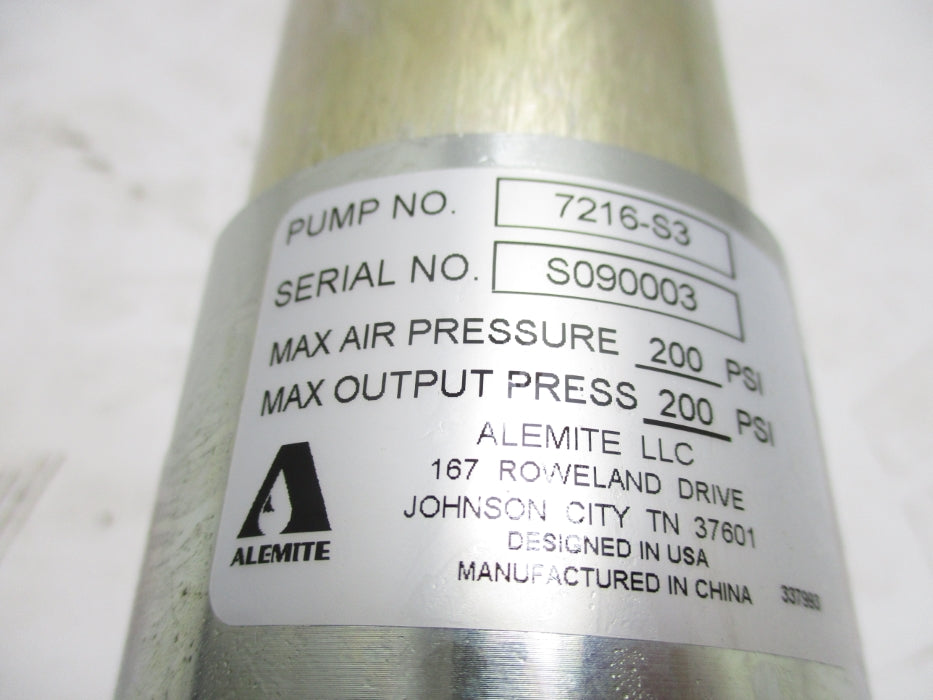 PUMP NO. 7216-S3
SERIAL NO. S090003
MAX AIR PRESSURE 200 PSI
MAX OUTPUT PRESS 200 PSI
ALEMITE LLC
167 ROWELAND DRIVE
JOHNSON CITY TN 37601
DESIGNED IN USA
MANUFACTURED IN CHINA
ALEMITE